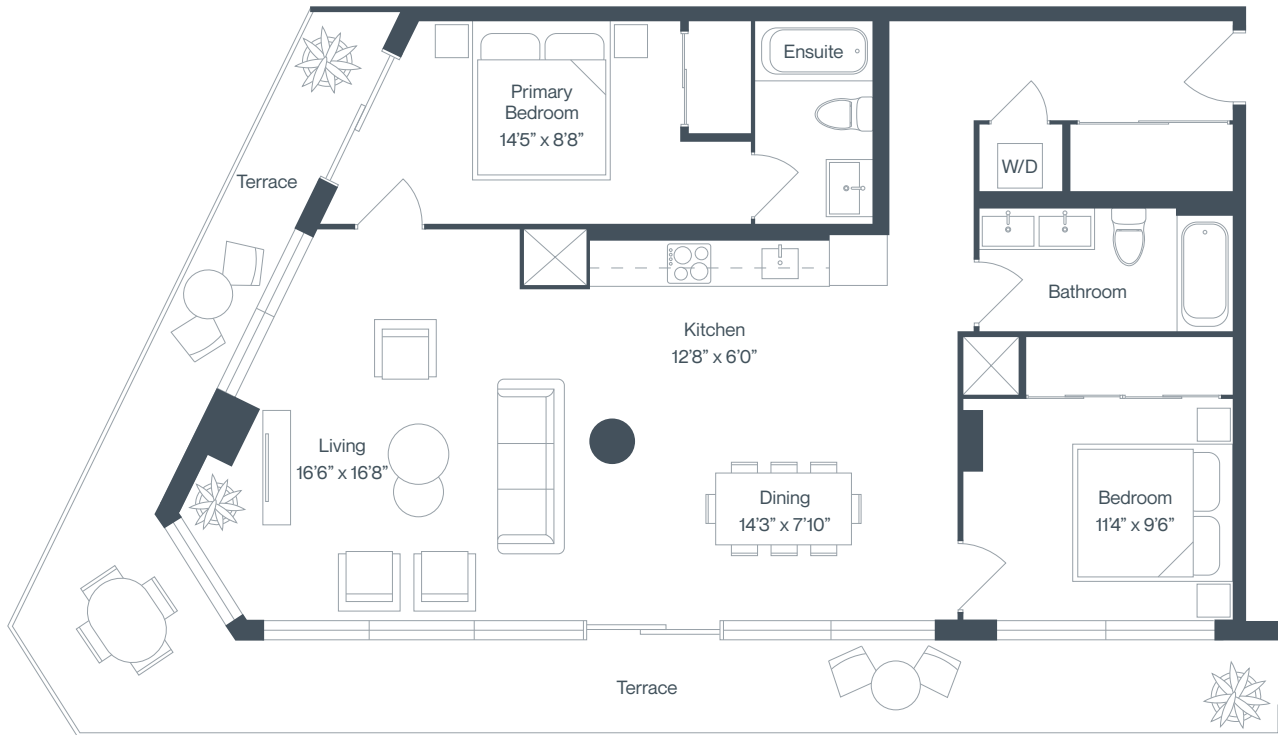 Ensuite
Primary
Bedroom
14'5" x 8'8"
W/D
Terrace
Bathroom
Kitchen
12'8" x 6'0"
Living
16'6" x 16'8"
Dining
14'3" x 7'10"
Bedroom
11'4" x 9'6"
Terrace